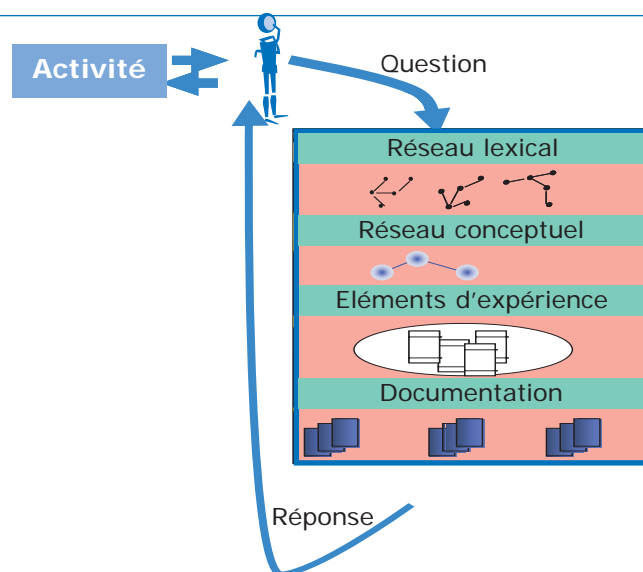 Activité
Question
Réseau lexical
Réseau conceptuel
Eléments d'expérience
Documentation
Réponse